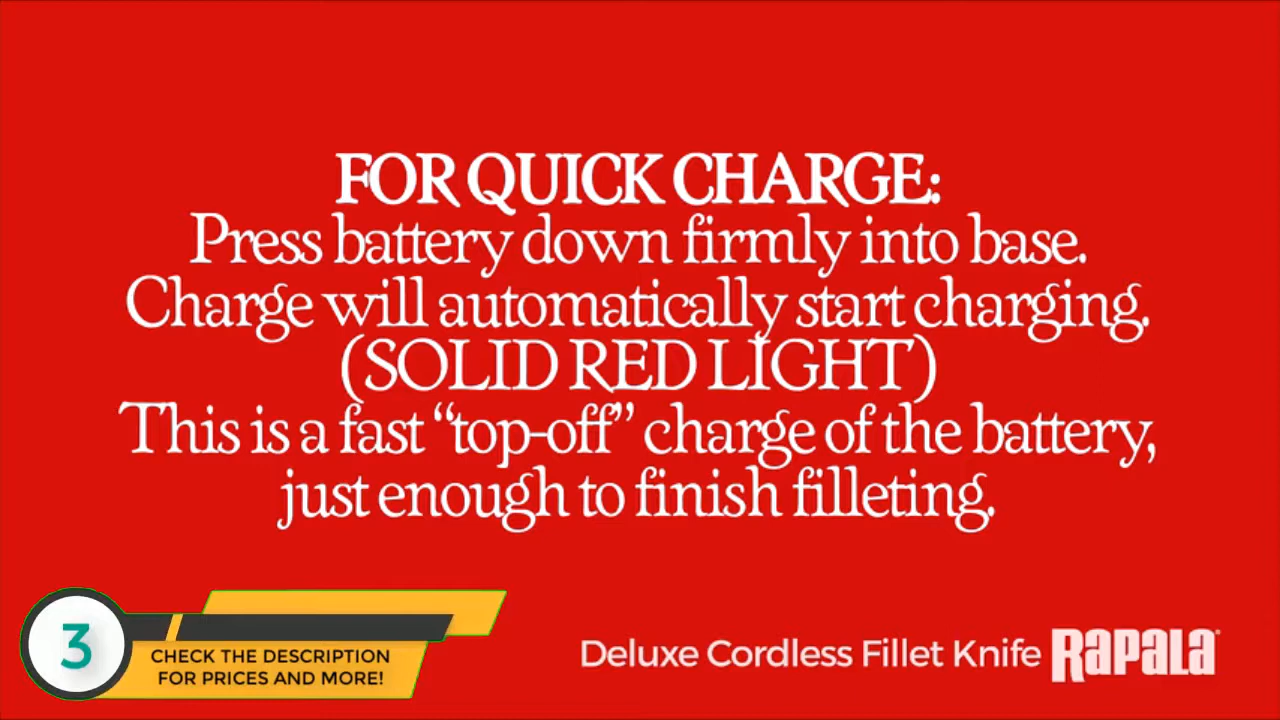 FOR QUICK CHARGE:
Press battery down firmly into base.
Charge will automatically start charging.
(SOLID RED LIGHT)
This is a fast “top-off” charge of the battery,
just enough to finish filleting.
3
CHECK THE DESCRIPTION
FOR PRICES AND MORE!
Deluxe Cordless Fillet Knife RAPALA®